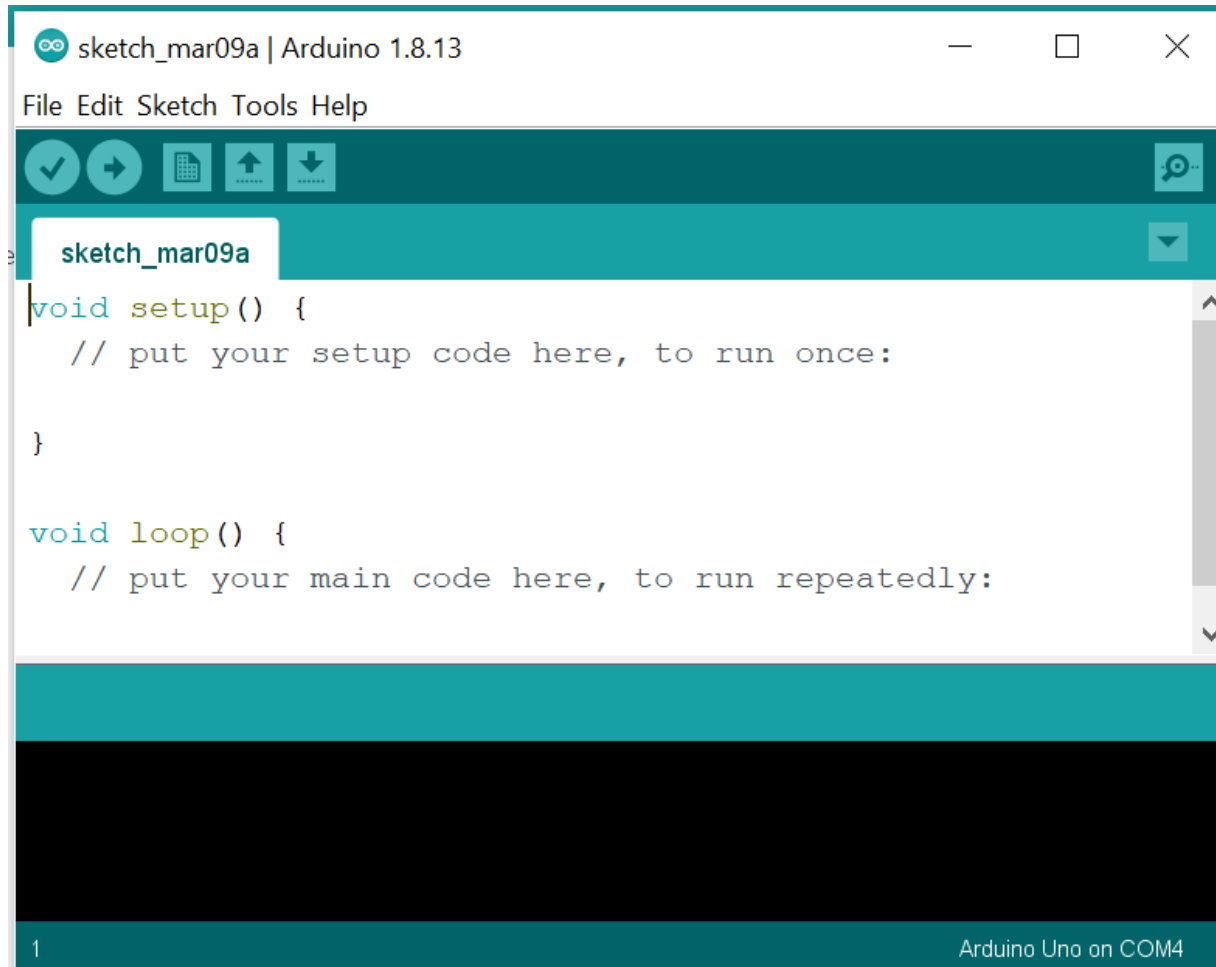 sketch_mar09a | Arduino 1.8.13
File Edit Sketch Tools Help
sketch_mar09a
void setup() {
  // put your setup code here, to run once:
}
void loop() {
  // put your main code here, to run repeatedly:
1
Arduino Uno on COM4